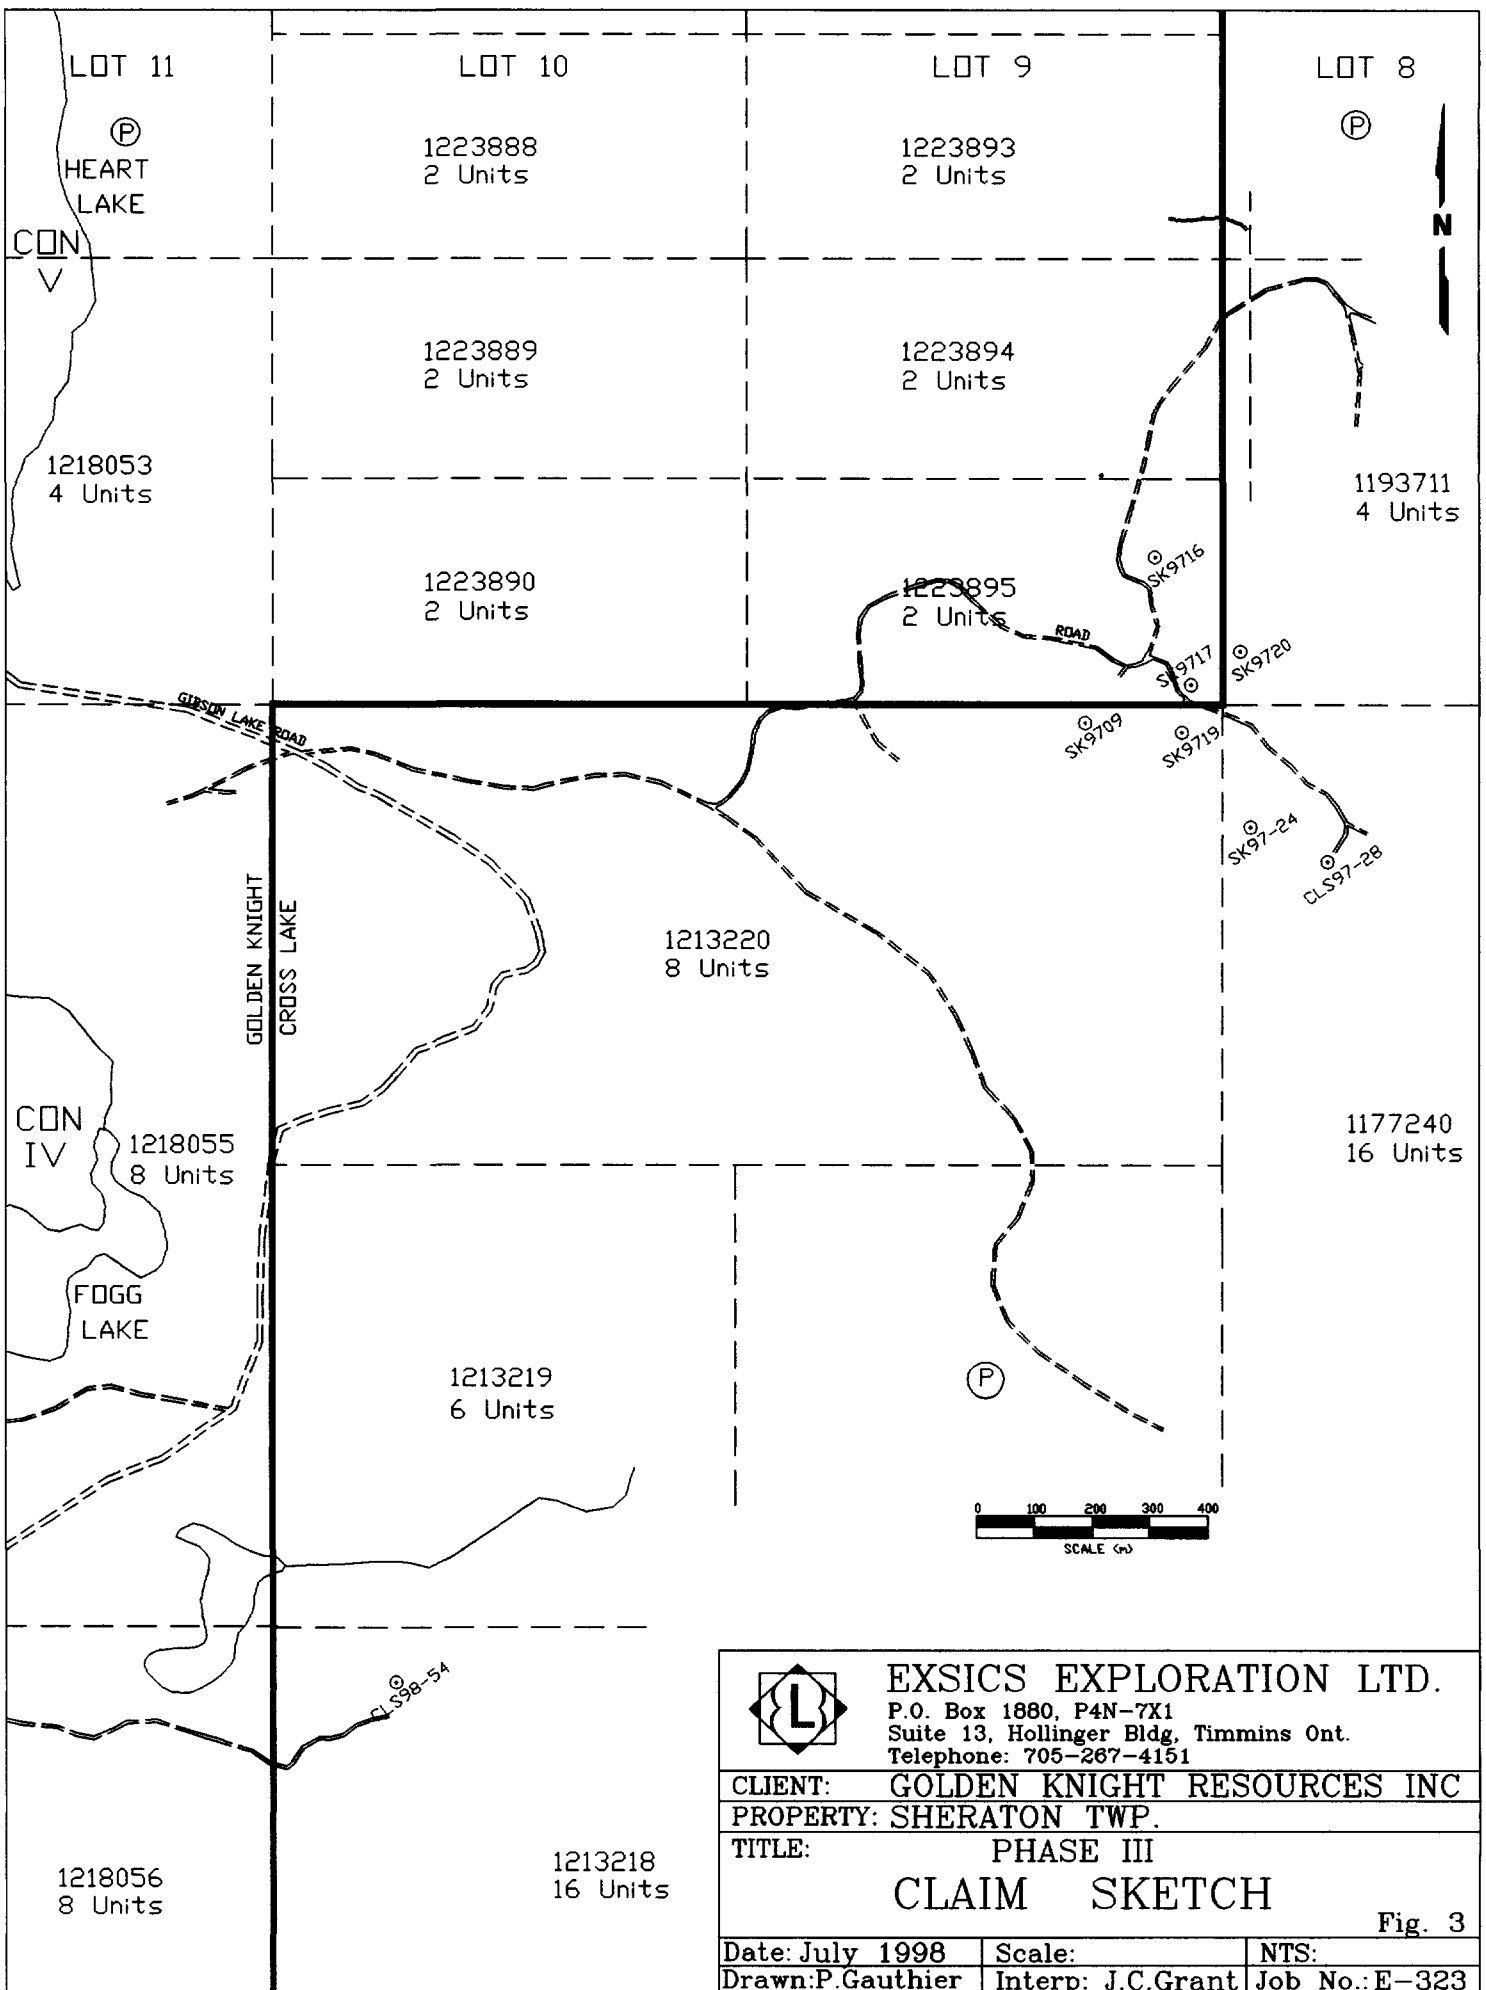 LOT 11
LOT 10
LOT 9
LOT 8
P
P
HEART
LAKE
1223888
2 Units
1223893
2 Units
N
CON
V
1223889
2 Units
1223894
2 Units
1218053
4 Units
1193711
4 Units
SK9716
1223890
2 Units
1223895
2 Units
ROAD
SK9717
SK9720
GIBSON LAKE ROAD
SK9709
SK9719
SK97-24
CLS97-28
GOLDEN KNIGHT
CROSS LAKE
1213220
8 Units
CON
IV
1218055
8 Units
1177240
16 Units
FOGG
LAKE
1213219
6 Units
P
0 100 200 300 400
SCALE (m)
CLS98-54
1218056
8 Units
1213218
16 Units
L
EXSICS EXPLORATION LTD.
P.O. Box 1880, P4N-7X1
Suite 13, Hollinger Bldg, Timmins Ont.
Telephone: 705-267-4151
CLIENT: GOLDEN KNIGHT RESOURCES INC
PROPERTY: SHERATON TWP.
TITLE: PHASE III
CLAIM SKETCH
Fig. 3
Date: July 1998 Scale: NTS:
Drawn: P.Gauthier Interp: J.C.Grant Job No.: E-323